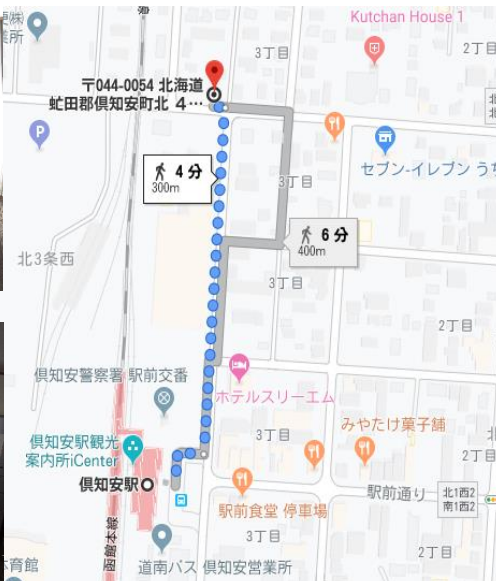 Kutchan House 1
3丁目
2丁目
〒044-0054 北海道
虻田郡倶知安町北 4…
P
セブン-イレブン うち
4 分
300m
3丁目
6 分
400m
北3条西
3丁目
2丁目
倶知安警察署 駅前交番
ホテルスリーエム
みやたけ菓子舗
倶知安駅観光
案内所iCenter
3丁目
2丁目
倶知安駅
駅前通り
北1西2
南1西2
駅前食堂 停車場
函館本線
3丁目
道南バス 倶知安営業所
2丁目
体育館